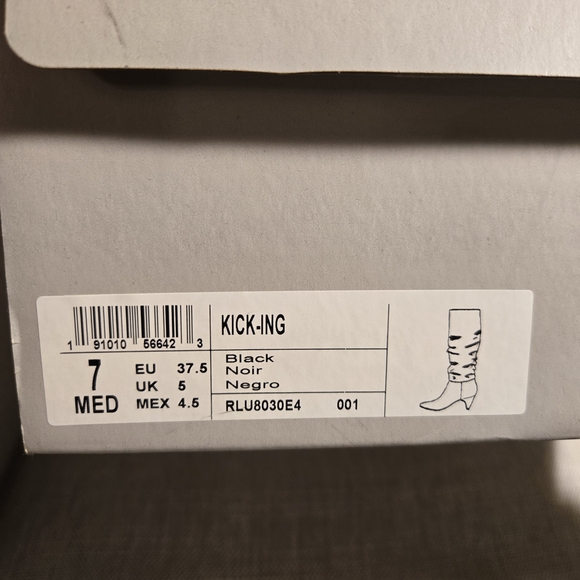 1 91010 56642 3
KICK-ING
7
MED
EU 37.5
UK 5
MEX 4.5
Black
Noir
Negro
RLU8030E4 001